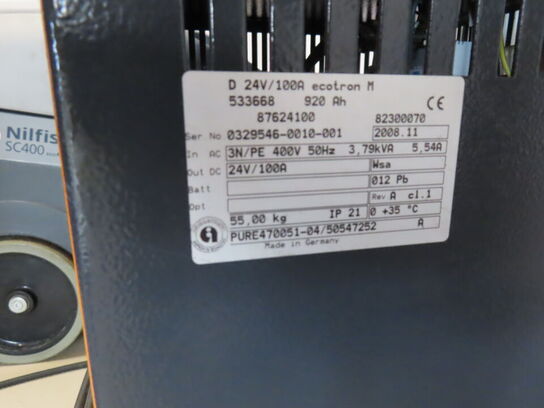 D 24V/100A ecotron M
533668 920 Ah CE
87624100 82300070
Ser No 0329546-0010-001 2008.11
In AC 3N/PE 400V 50Hz 3,79kVA 5,54A
Out DC 24V/100A Wsa
Batt 012 Pb
Opt Rev A cl.1
55,00 kg IP 21 0 +35 °C
PURE470051-04/50547252 A
Made in Germany
Nilfis
SC400